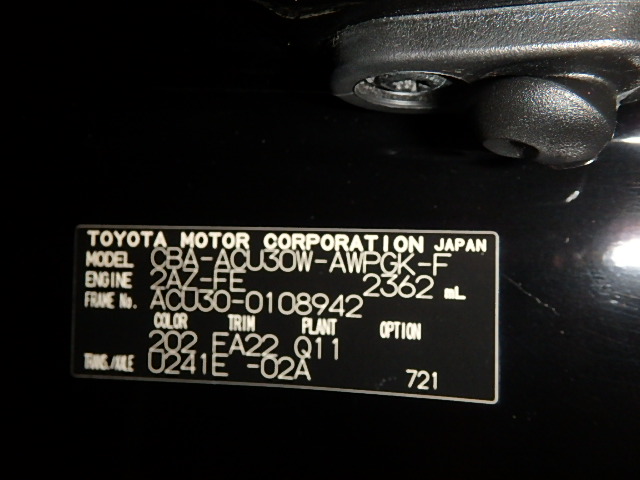 TOYOTA MOTOR CORPORATION JAPAN
MODEL CBA-ACU30W-AWPGK-F
ENGINE 2AZ-FE 2362 mL
FRAME No. ACU30-0108942
COLOR TRIM PLANT OPTION
202 FA22 Q11
TRANS./AXLE U241E -02A
721